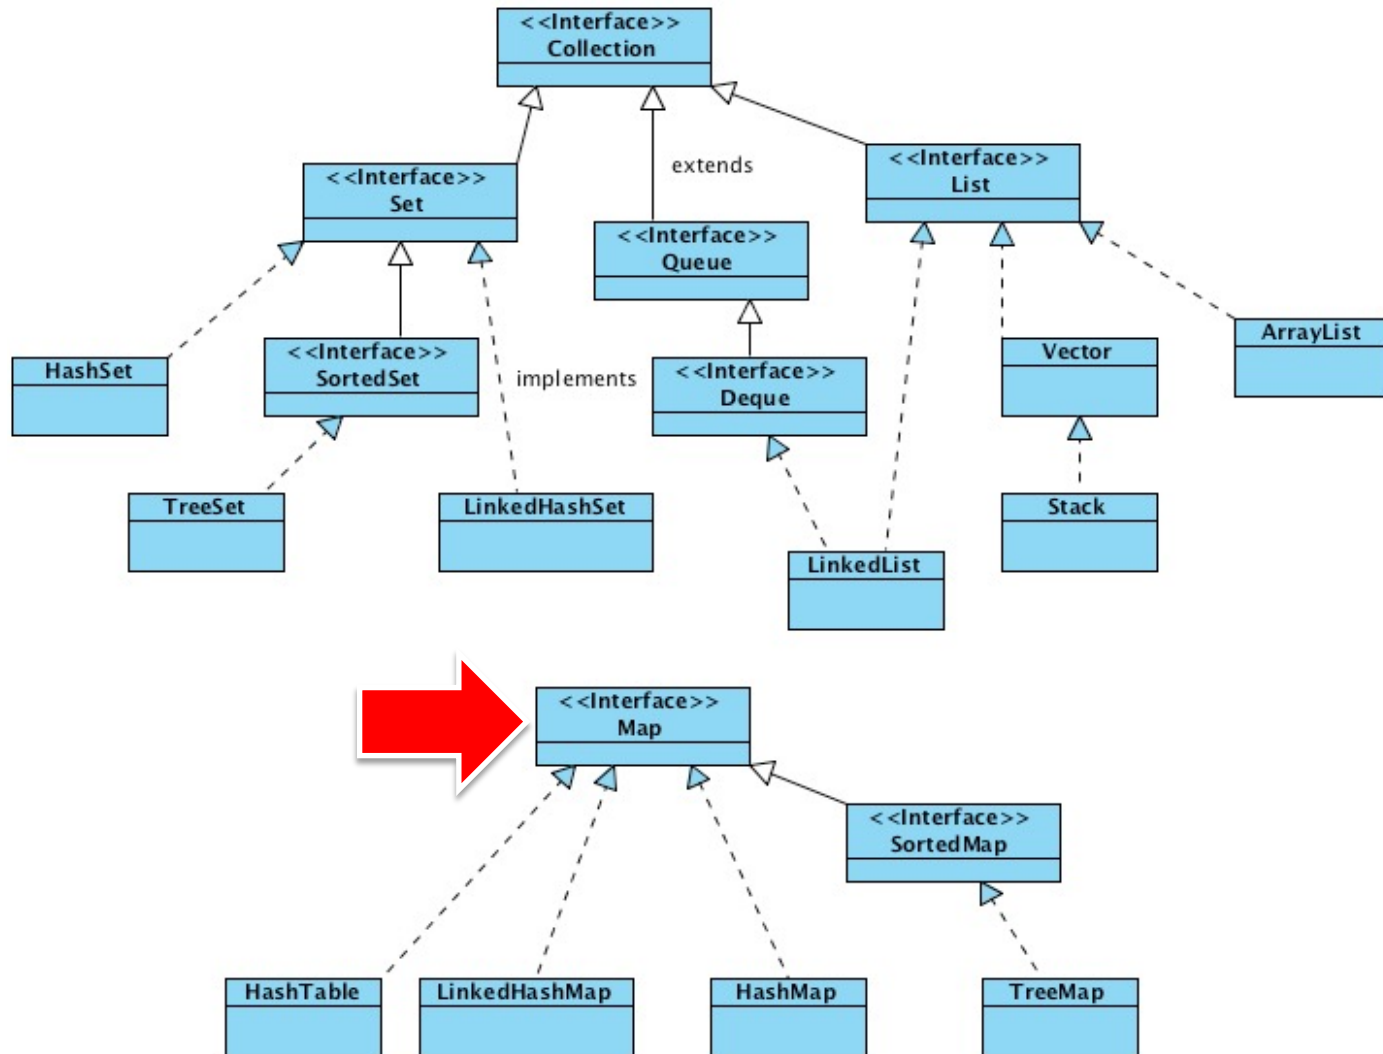 <<Interface>>
Collection
extends
<<Interface>>
Set
<<Interface>>
List
<<Interface>>
Queue
HashSet
<<Interface>>
SortedSet
implements
<<Interface>>
Deque
Vector
ArrayList
TreeSet
LinkedHashSet
LinkedList
Stack
<<Interface>>
Map
<<Interface>>
SortedMap
HashTable
LinkedHashMap
HashMap
TreeMap